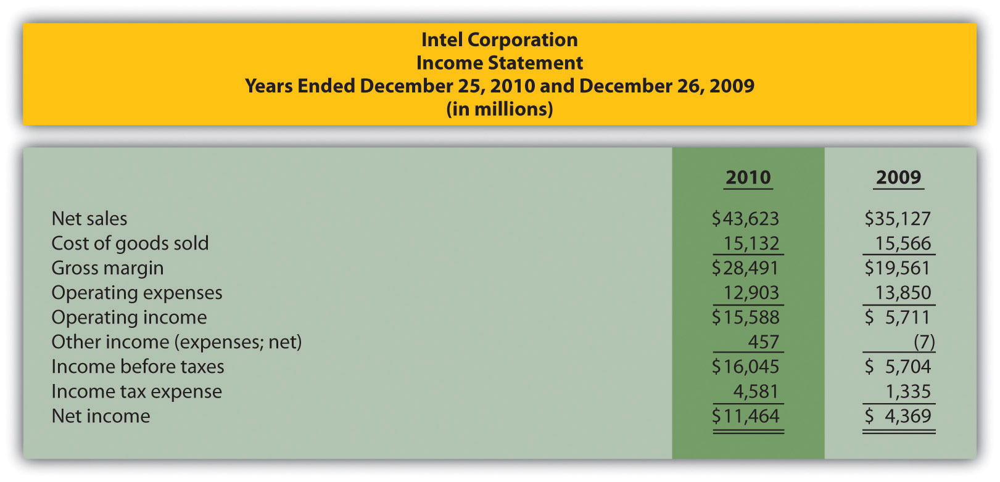 Intel Corporation
Income Statement
Years Ended December 25, 2010 and December 26, 2009
(in millions)
2010 2009
Net sales $43,623 $35,127
Cost of goods sold 15,132 15,566
Gross margin $28,491 $19,561
Operating expenses 12,903 13,850
Operating income $15,588 $ 5,711
Other income (expenses; net) 457 (7)
Income before taxes $16,045 $ 5,704
Income tax expense 4,581 1,335
Net income $11,464 $ 4,369